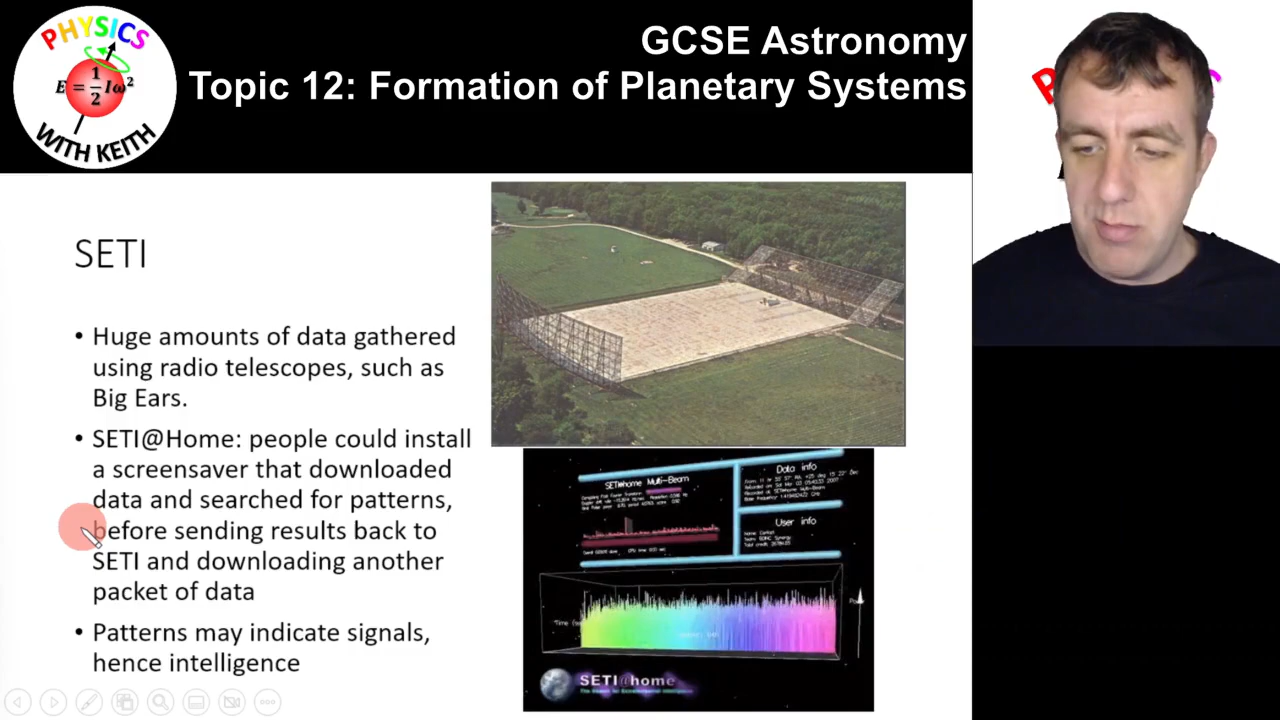 PHYSICS
E = 1/2 Iω²
WITH KEITH
GCSE Astronomy
Topic 12: Formation of Planetary Systems
SETI
• Huge amounts of data gathered
using radio telescopes, such as
Big Ears.
• SETI@Home: people could install
a screensaver that downloaded
data and searched for patterns,
before sending results back to
SETI and downloading another
packet of data
• Patterns may indicate signals,
hence intelligence
SETI@home Multi-Beam
Data info
User info
SETI@home